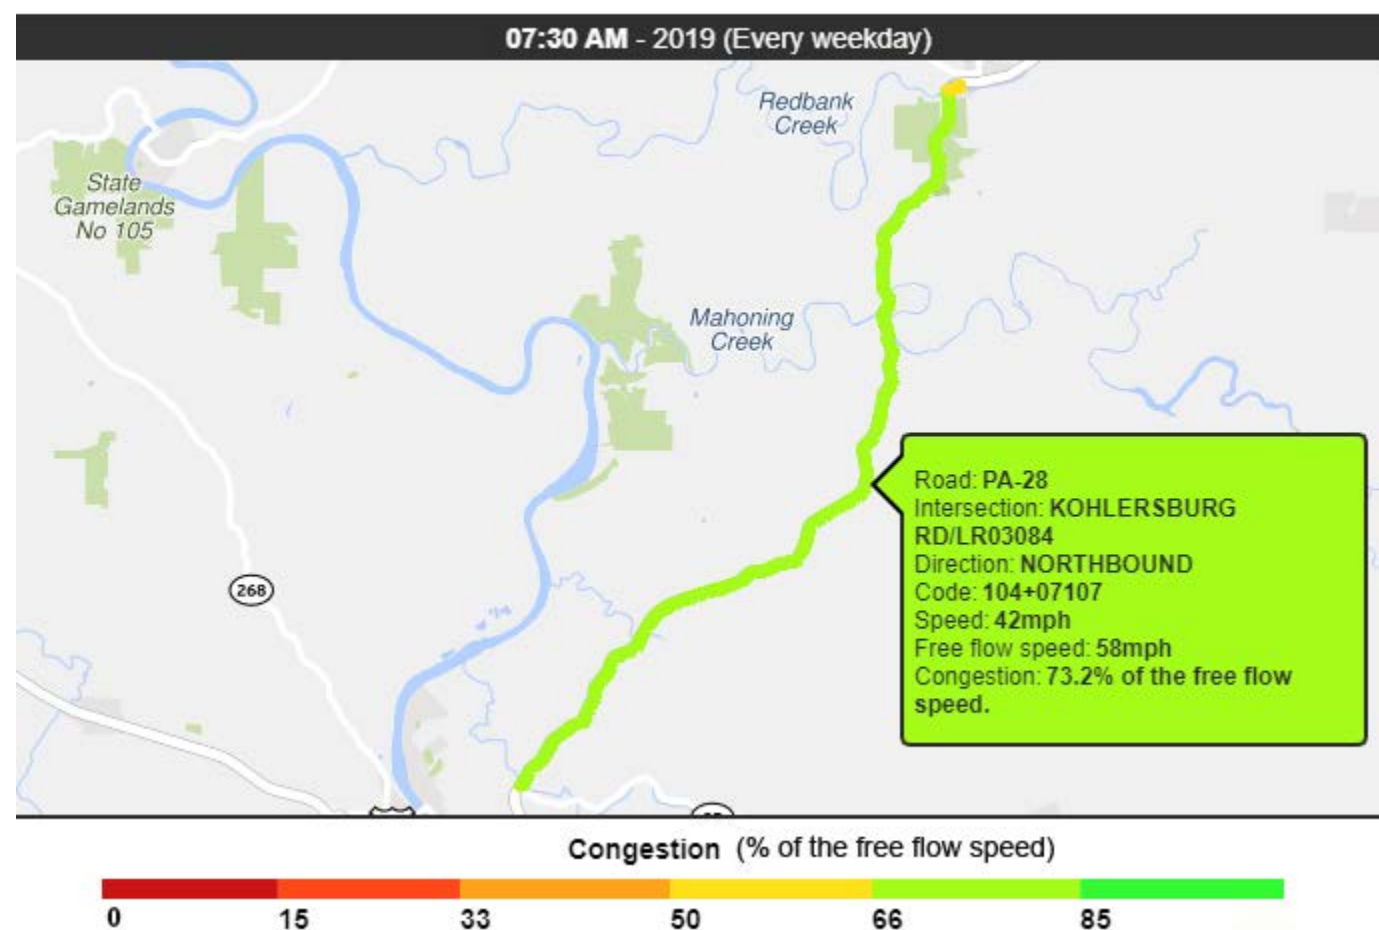 07:30 AM - 2019 (Every weekday)
Redbank
Creek
State
Gamelands
No 105
Mahoning
Creek
Road: PA-28
Intersection: KOHLERSBURG
RD/LR03084
Direction: NORTHBOUND
Code: 104+07107
Speed: 42mph
Free flow speed: 58mph
Congestion: 73.2% of the free flow
speed.
268
Congestion (% of the free flow speed)
0 15 33 50 66 85